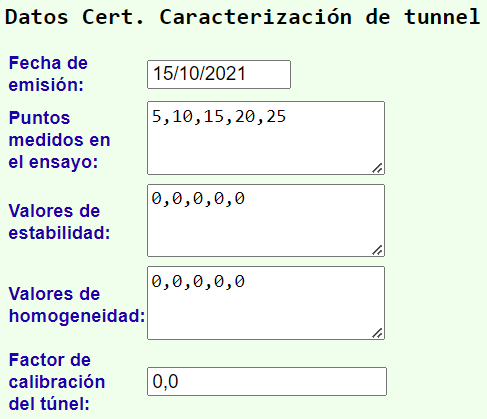 Datos Cert. Caracterización de tunnel
Fecha de
emisión:
15/10/2021
Puntos
medidos en
el ensayo:
5,10,15,20,25
Valores de
estabilidad:
0,0,0,0,0
Valores de
homogeneidad:
0,0,0,0,0
Factor de
calibración
del túnel:
0,0